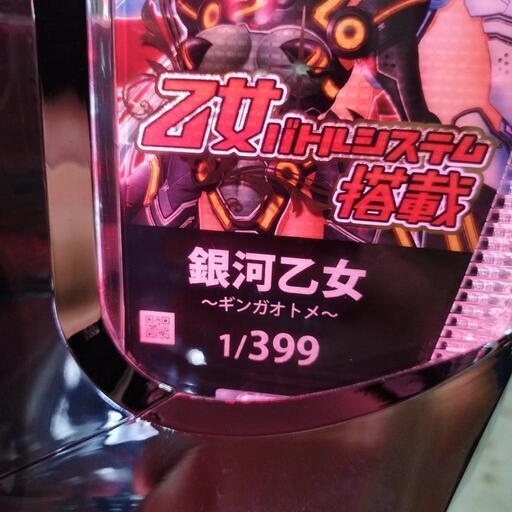 乙女バトルシステム
搭載
銀河乙女
～ギンガオトメ～
1/399